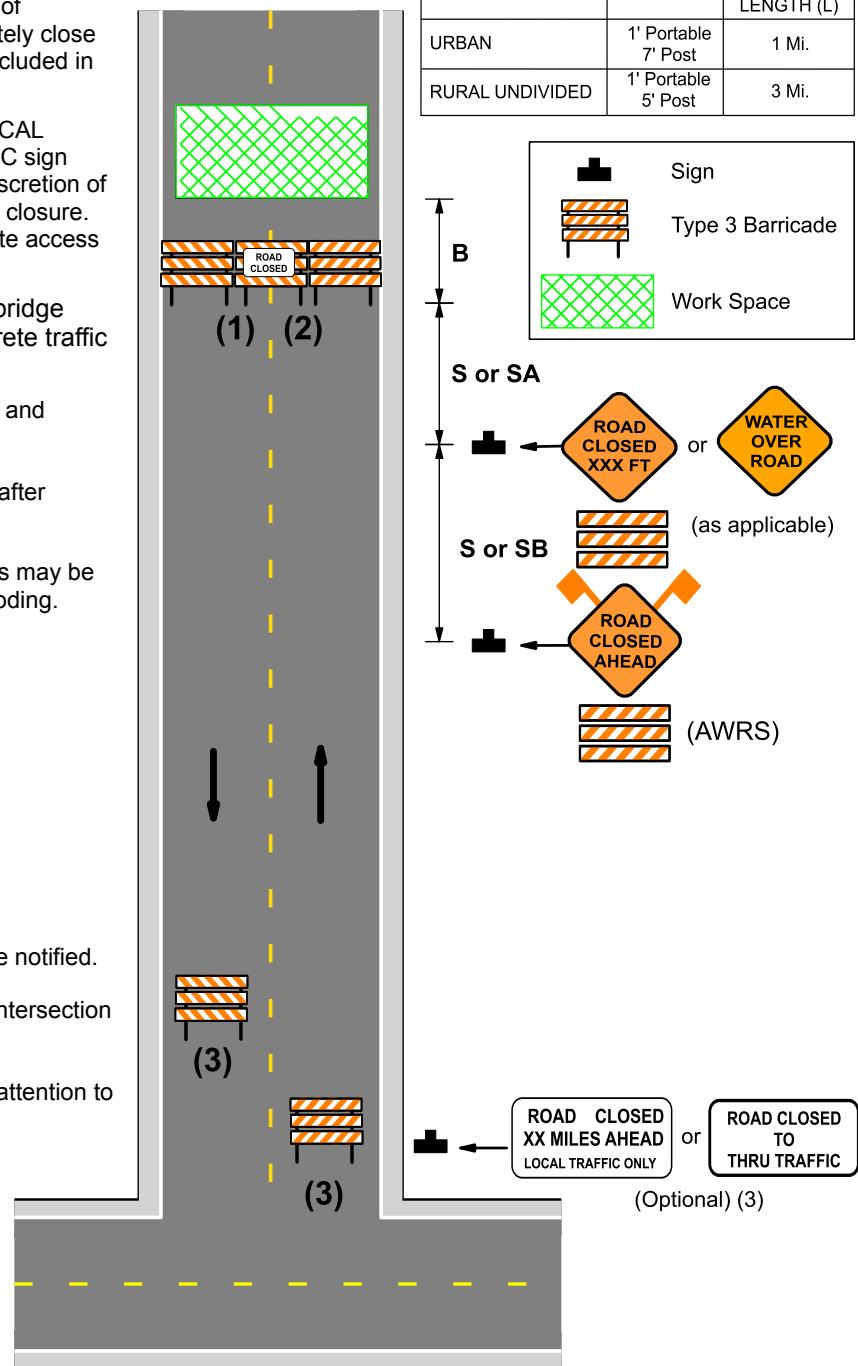 of
tely close
cluded in
CAL
C sign
scretion of
closure.
te access
bridge
rete traffic
and
after
s may be
oding.
e notified.
ntersection
attention to
LENGTH (L)
URBAN
1' Portable
7' Post
1 Mi.
RURAL UNDIVIDED
1' Portable
5' Post
3 Mi.
Sign
Type 3 Barricade
Work Space
ROAD
CLOSED
(1) (2)
B
S or SA
ROAD
CLOSED
XXX FT
or
WATER
OVER
ROAD
(as applicable)
S or SB
ROAD
CLOSED
AHEAD
(AWRS)
(3)
(3)
ROAD CLOSED
XX MILES AHEAD
LOCAL TRAFFIC ONLY
or
ROAD CLOSED
TO
THRU TRAFFIC
(Optional) (3)